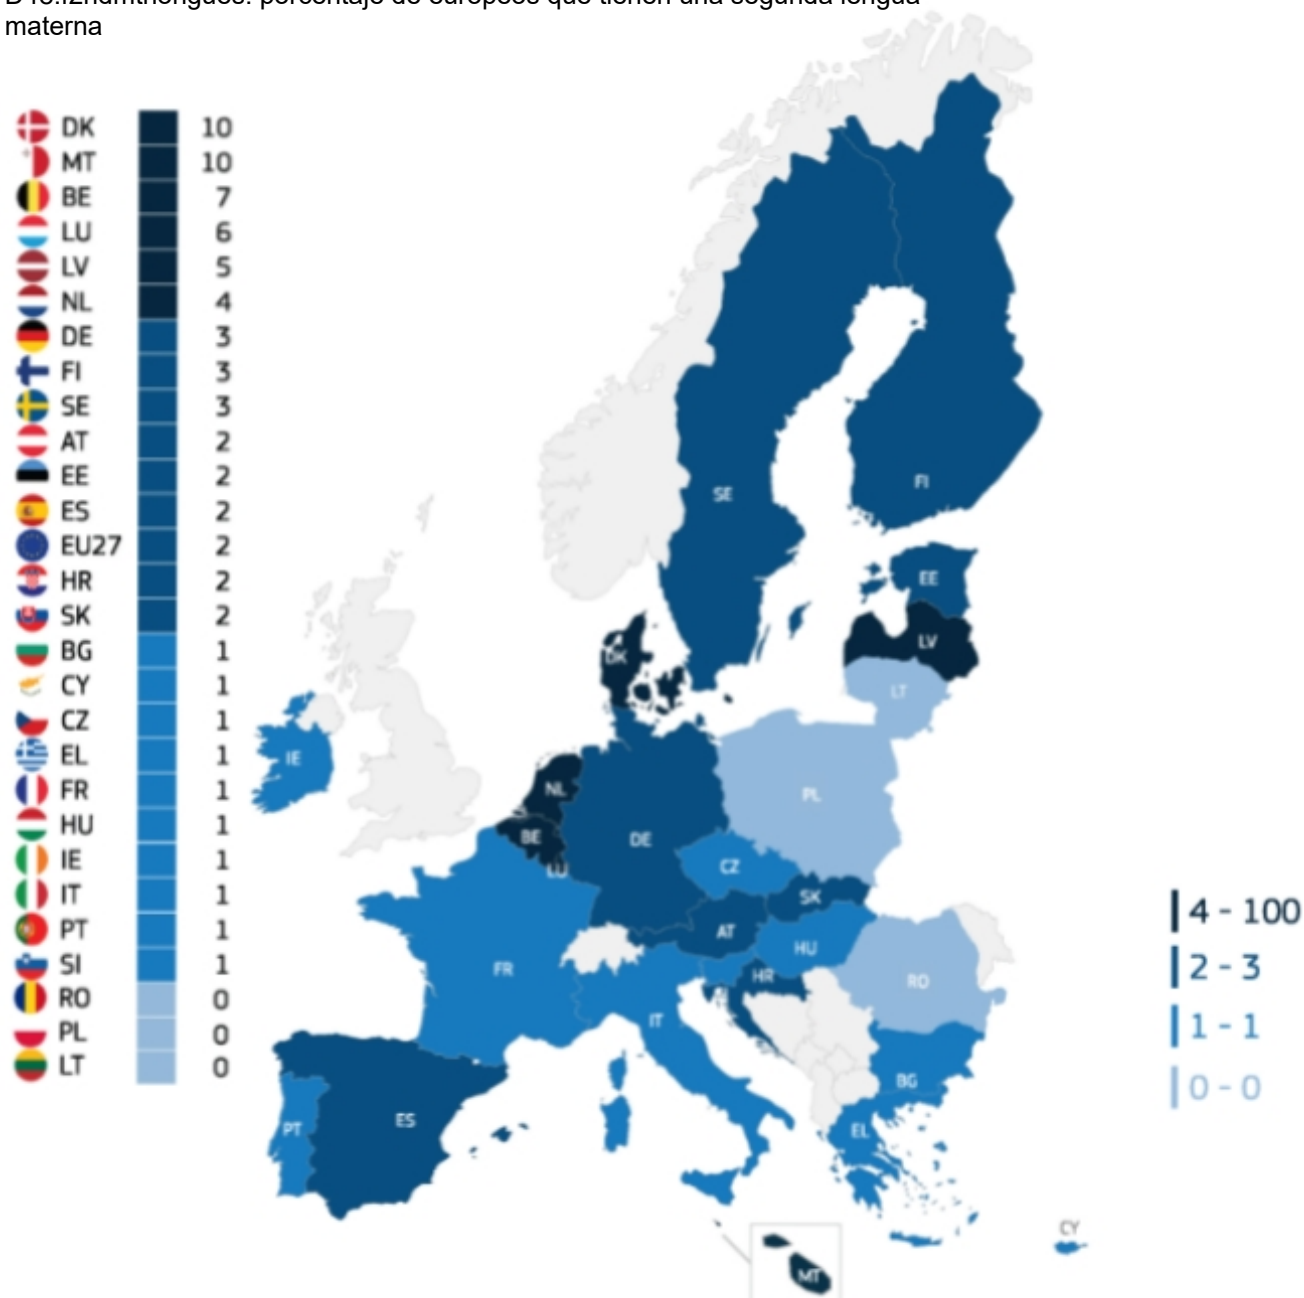 porcentaje de europeos que tienen una segunda lengua
materna
DK 10
MT 10
BE 7
LU 6
LV 5
NL 4
DE 3
FI 3
SE 3
AT 2
EE 2
ES 2
EU27 2
HR 2
SK 2
BG 1
CY 1
CZ 1
EL 1
FR 1
HU 1
IE 1
IT 1
PT 1
SI 1
RO 0
PL 0
LT 0
SE
FI
EE
LV
LT
DK
IE
NL
PL
BE
DE
LU
CZ
SK
AT
HU
FR
HR
RO
IT
BG
ES
PT
EL
CY
MT
4 - 100
2 - 3
1 - 1
0 - 0